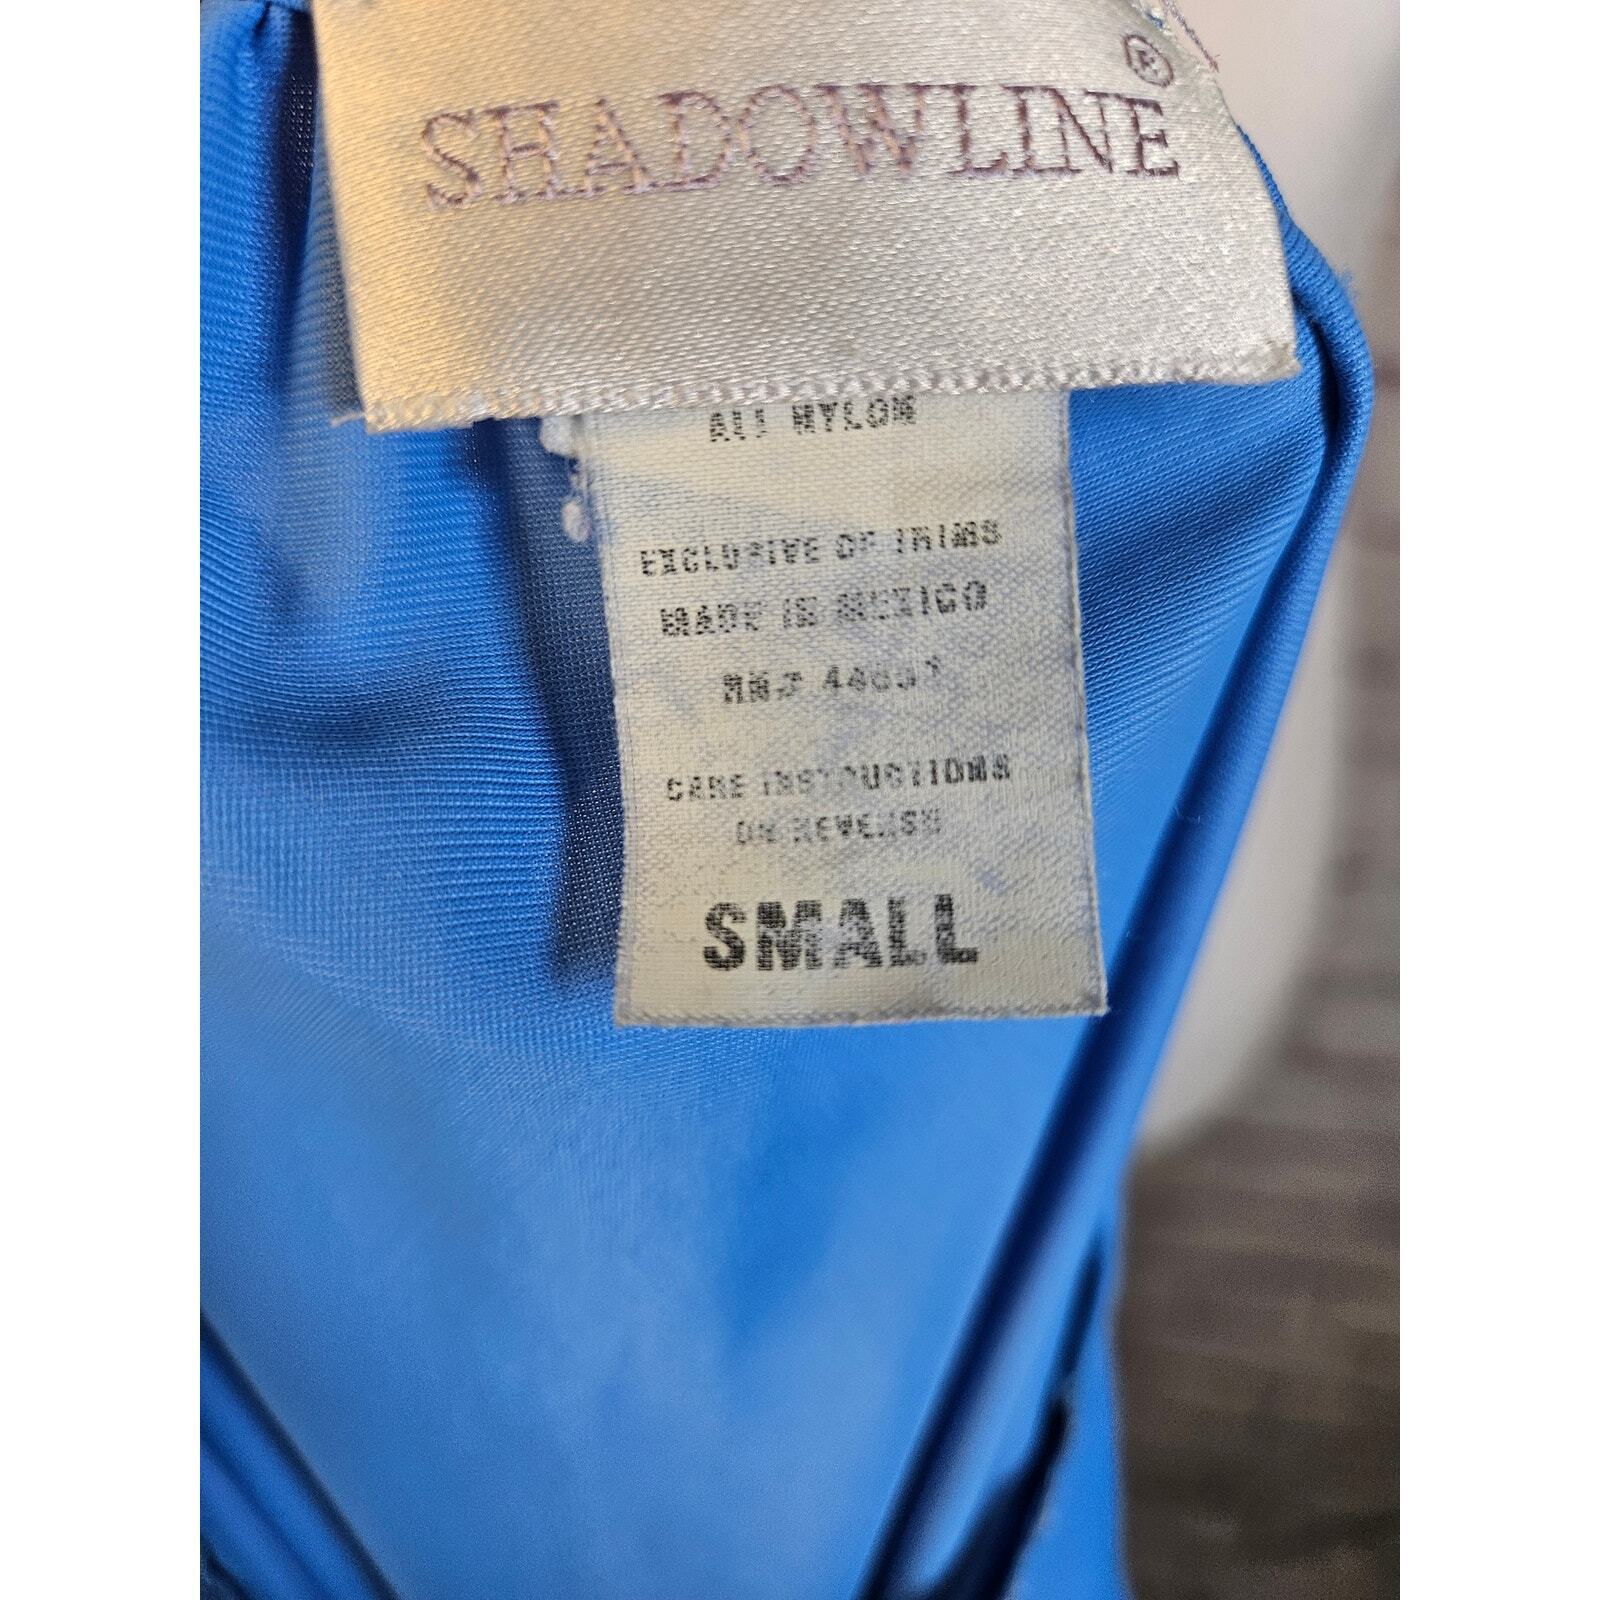 SHADOWLINE®
ALL NYLON
EXCLUSIVE OF TRIMS
MADE IN MEXICO
CARE INSTRUCTIONS
ON REVERSE
SMALL